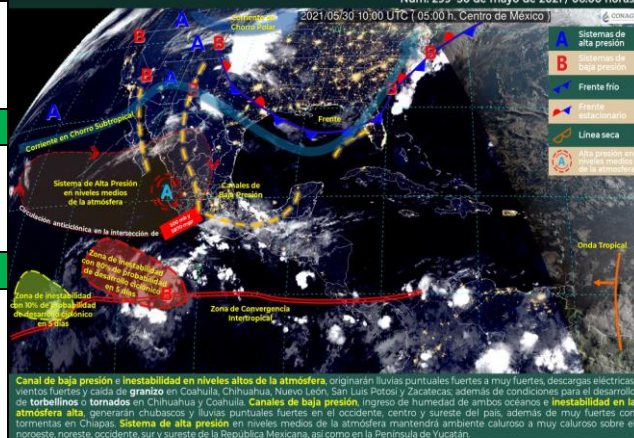 Núm. 299 30 de mayo de 2021 / 06:00 horas
2021/05/30 10:00 UTC ( 05:00 h. Centro de México )
CONAGUA
Corriente en
Chorro Polar
A
A
B
B
B
A
B
B
A
B
B
A
Sistemas de
alta presión
B
Sistemas de
baja presión
Frente frío
Frente
estacionario
Línea seca
A
Alta presión en
niveles medios
de la atmósfera
Corriente en Chorro Subtropical
Frente
Sistema de Alta Presión
en niveles medios
de la atmósfera
A
Canales de
Baja Presión
Circulación anticiclónica en la intersección de
Onda Tropical
Zona de inestabilidad
con 80% de probabilidad
de desarrollo ciclónico
en 5 días
B
Zona de inestabilidad
con 10% de probabilidad
de desarrollo ciclónico
en 5 días
Zona de Convergencia
Intertropical
Canal de baja presión e inestabilidad en niveles altos de la atmósfera, originarán lluvias puntuales fuertes a muy fuertes, descargas eléctricas,
vientos fuertes y caída de granizo en Coahuila, Chihuahua, Nuevo León, San Luis Potosí y Zacatecas; además de condiciones para el desarrollo
de torbellinos o tornados en Chihuahua y Coahuila. Canales de baja presión, ingreso de humedad de ambos océanos e inestabilidad en la
atmósfera alta, generarán chubascos y lluvias puntuales fuertes en el occidente, centro y sureste del país, además de muy fuertes con
tormentas en Chiapas. Sistema de alta presión en niveles medios de la atmósfera mantendrá ambiente caluroso a muy caluroso sobre el
noroeste, noreste, occidente, sur y sureste de la República Mexicana, así como en la Península de Yucatán.